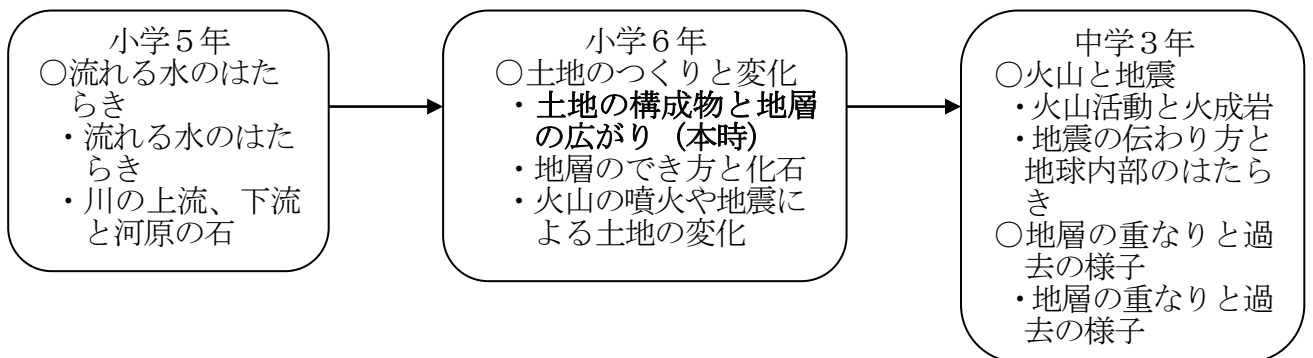 小学５年
○流れる水のはた
らき
・流れる水のはた
らき
・川の上流、下流
と河原の石
小学６年
○土地のつくりと変化
・土地の構成物と地層
の広がり（本時）
・地層のでき方と化石
・火山の噴火や地震に
よる土地の変化
中学３年
○火山と地震
・火山活動と火成岩
・地震の伝わり方と
地球内部のはたら
き
○地層の重なりと過
去の様子
・地層の重なりと過
去の様子